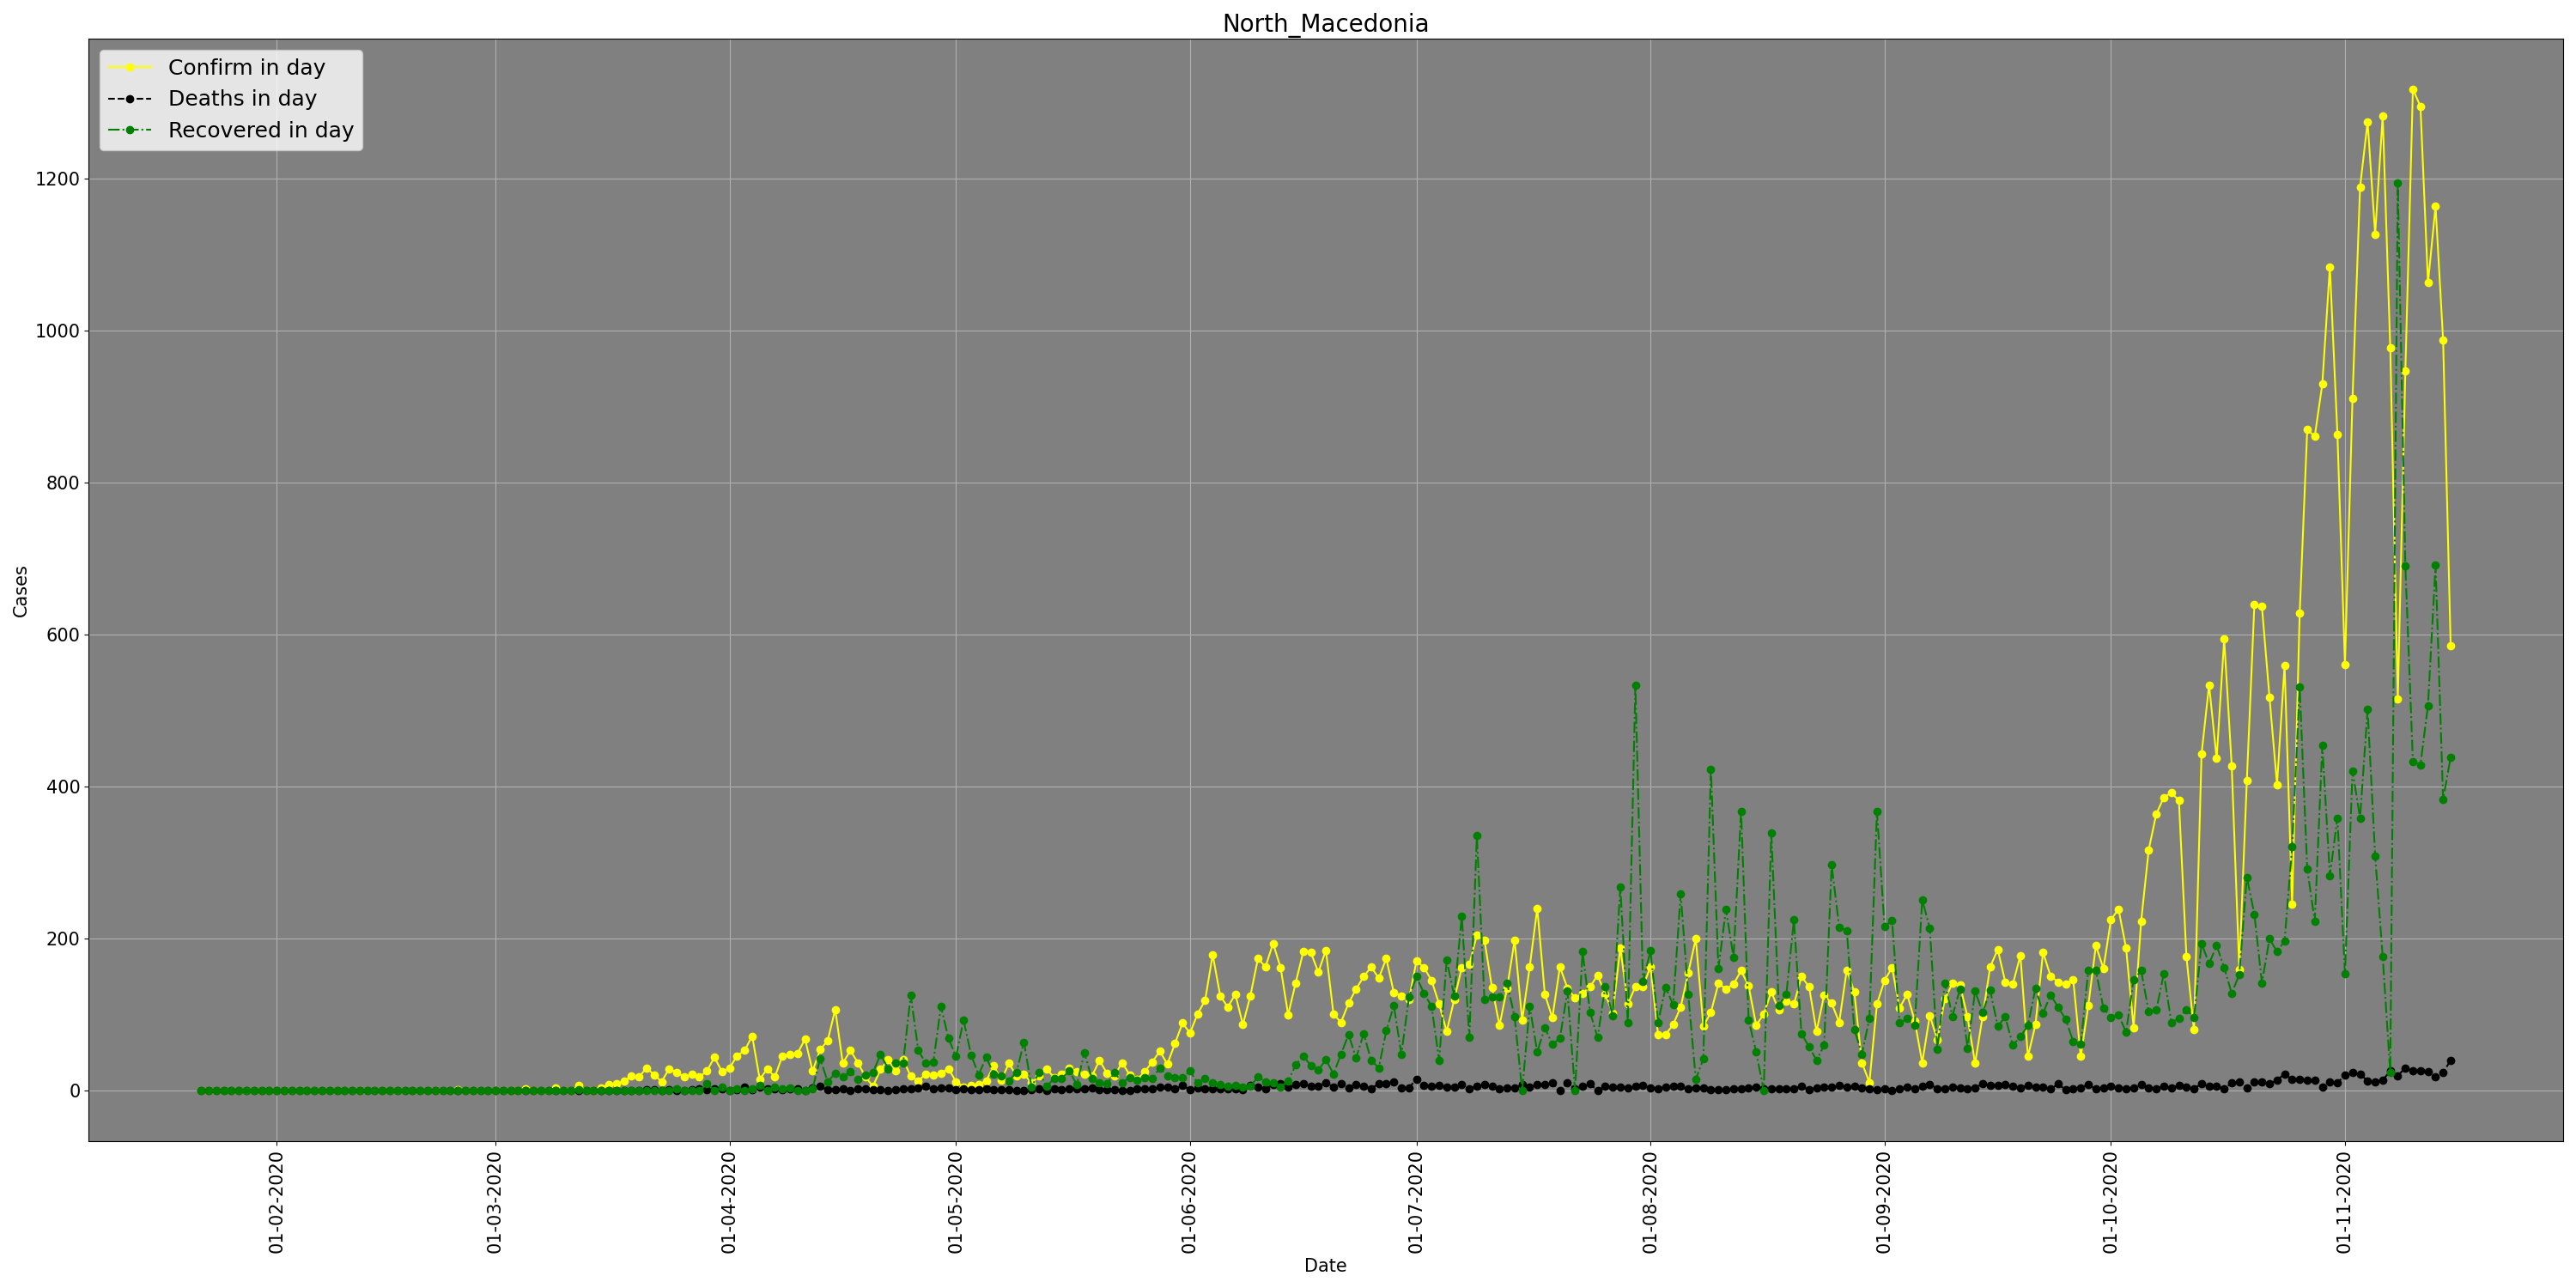 North_Macedonia
Confirm in day
Deaths in day
Recovered in day
1200
1000
800
600
400
200
0
Cases
01-02-2020
01-03-2020
01-04-2020
01-05-2020
01-06-2020
01-07-2020
01-08-2020
01-09-2020
01-10-2020
01-11-2020
Date